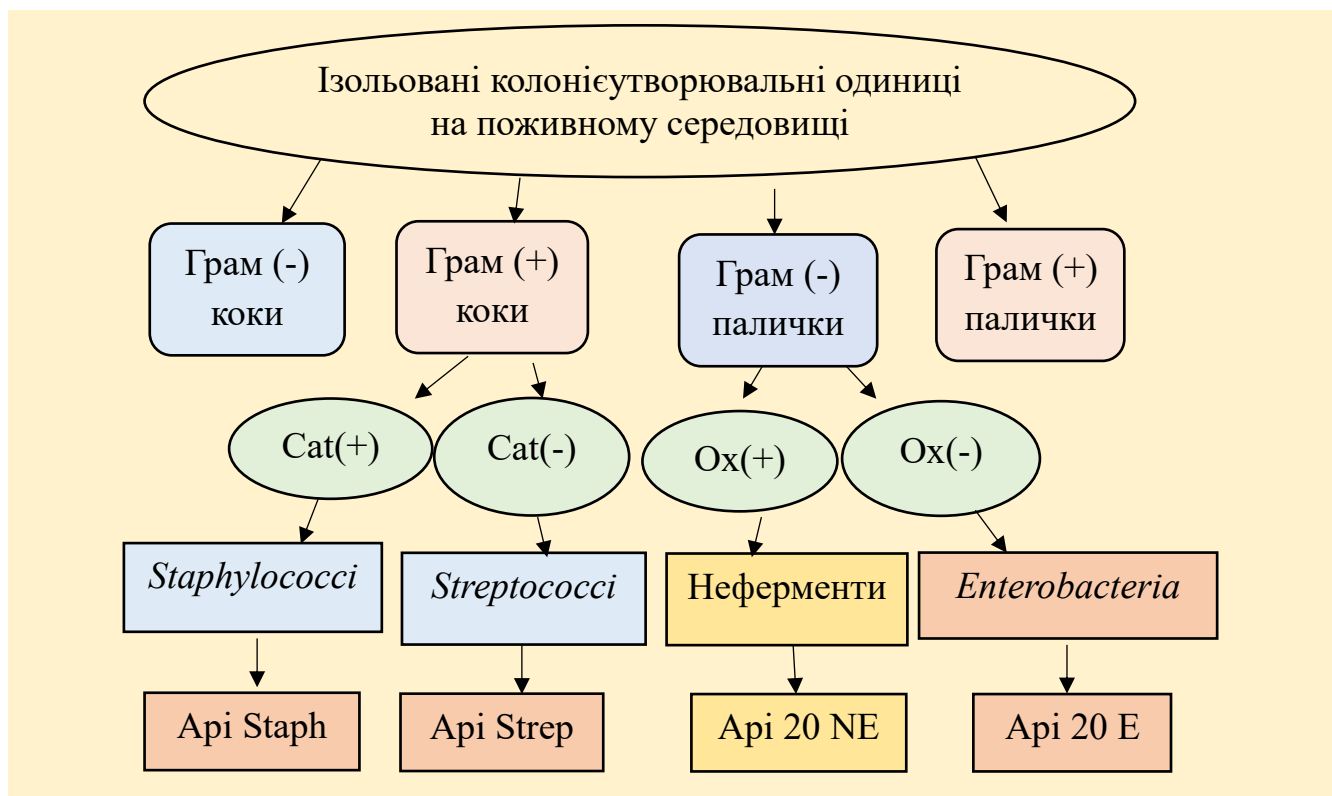 Ізольовані колонієутворювальні одиниці
на поживному середовищі
Грам (-)
коки
Грам (+)
коки
Грам (-)
палички
Грам (+)
палички
Cat(+)
Cat(-)
Ox(+)
Ox(-)
Staphylococci
Streptococci
Неферменти
Enterobacteria
Api Staph
Api Strep
Api 20 NE
Api 20 E